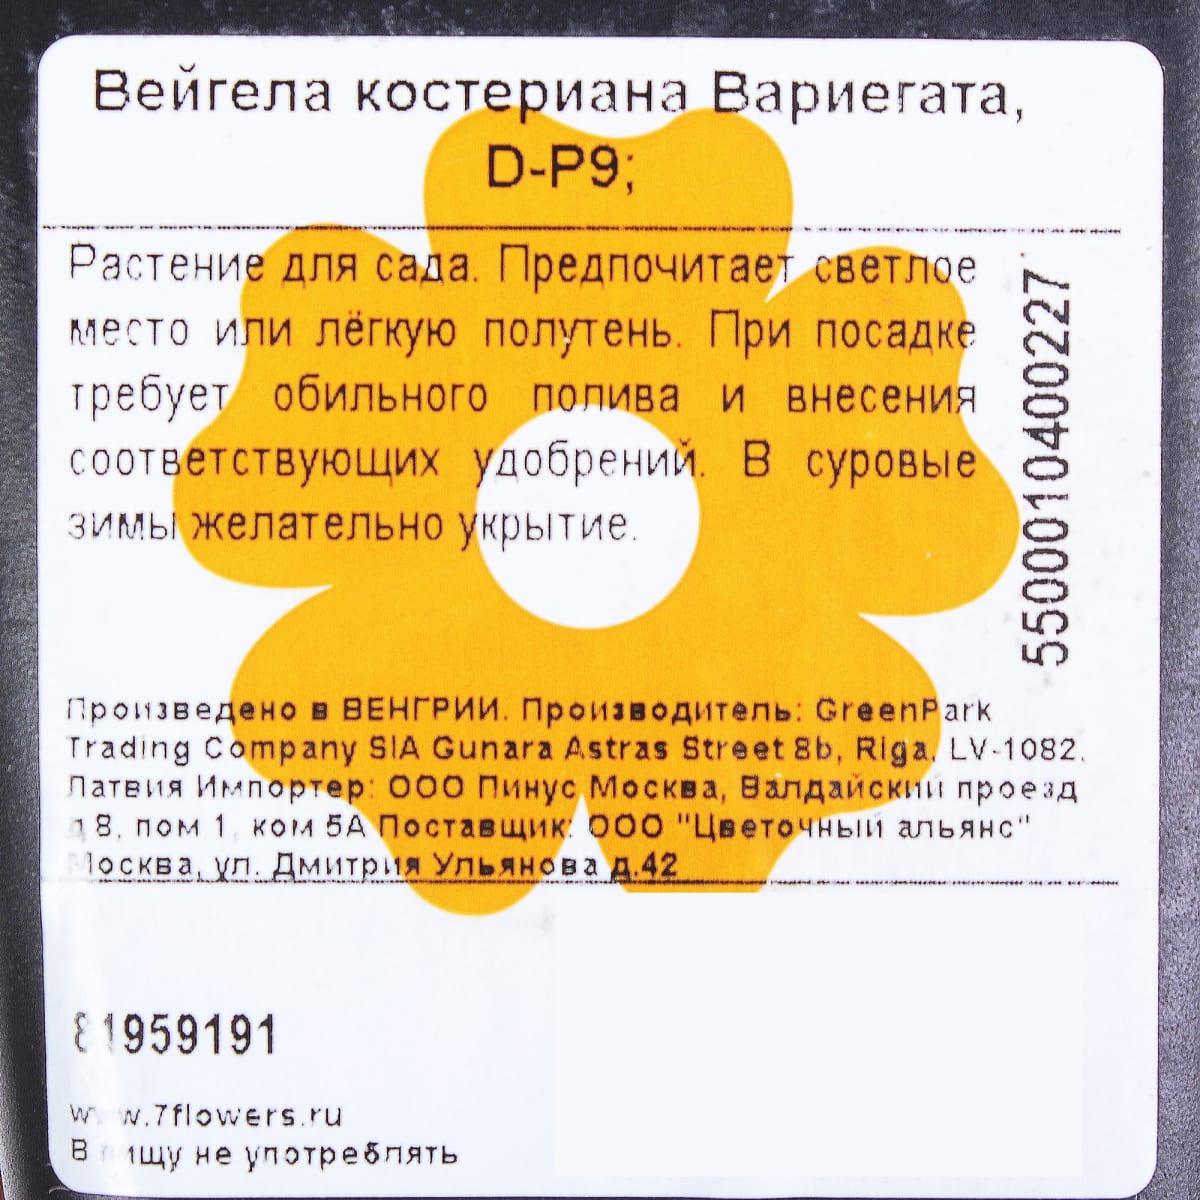 Вейгела костериана Вариегата,
D-P9;
Растение для сада. Предпочитает светлое
место или лёгкую полутень. При посадке
требует обильного полива и внесения
соответствующих удобрений. В суровые
зимы желательно укрытие.
5500010400227
Произведено в ВЕНГРИИ. Производитель: GreenPark
Trading Company SIA Gunara Astras Street 8b, Riga, LV-1082.
Латвия Импортер: ООО Пинус Москва, Валдайский проезд
д 8, пом 1, ком 5А Поставщик: ООО "Цветочный альянс"
Москва, ул. Дмитрия Ульянова д.42
81959191
www.7flowers.ru
В пищу не употреблять